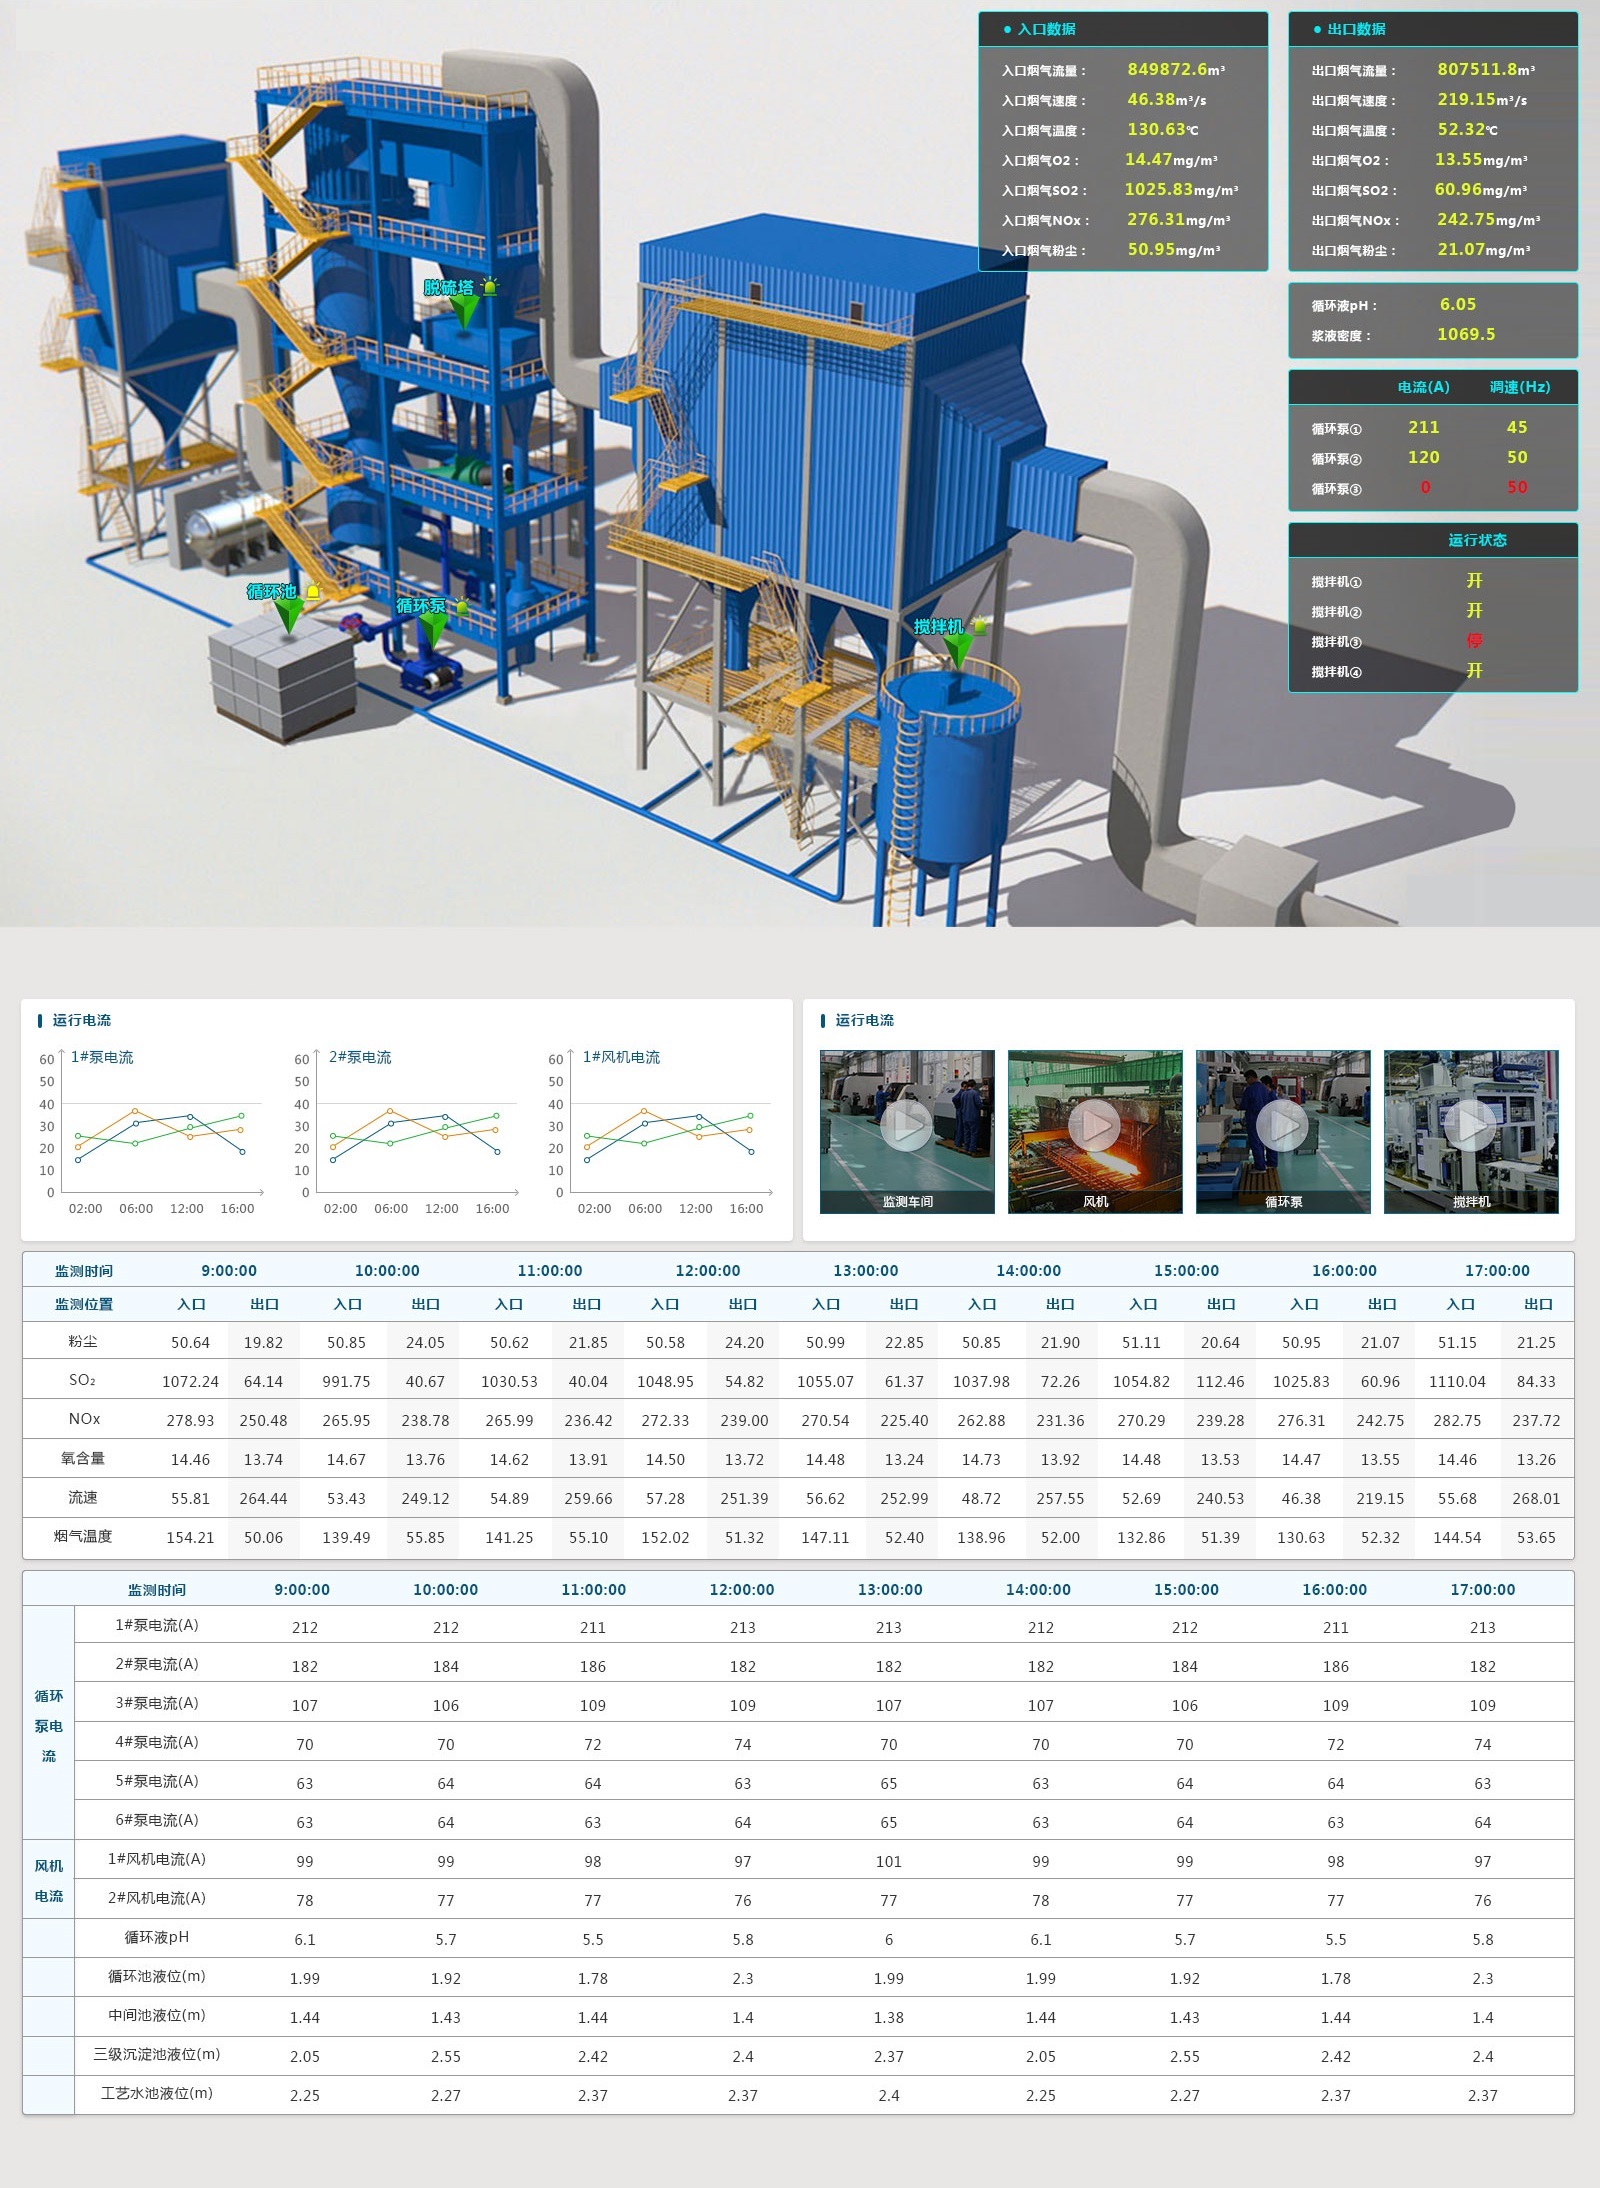 ● 入口数据
入口烟气流量： 849872.6m³
入口烟气速度： 46.38m³/s
入口烟气温度： 130.63℃
入口烟气O2： 14.47mg/m³
入口烟气SO2： 1025.83mg/m³
入口烟气NOx： 276.31mg/m³
入口烟气粉尘： 50.95mg/m³
● 出口数据
出口烟气流量： 807511.8m³
出口烟气速度： 219.15m³/s
出口烟气温度： 52.32℃
出口烟气O2： 13.55mg/m³
出口烟气SO2： 60.96mg/m³
出口烟气NOx： 242.75mg/m³
出口烟气粉尘： 21.07mg/m³
循环液pH： 6.05
浆液密度： 1069.5
电流(A) 调速(Hz)
循环泵① 211 45
循环泵② 120 50
循环泵③ 0 50
运行状态
搅拌机① 开
搅拌机② 开
搅拌机③ 停
搅拌机④ 开
脱硫塔
循环池
循环泵
搅拌机
运行电流
1#泵电流
60
50
40
30
20
10
0
02:00 06:00 12:00 16:00
2#泵电流
60
50
40
30
20
10
0
02:00 06:00 12:00 16:00
1#风机电流
60
50
40
30
20
10
0
02:00 06:00 12:00 16:00
运行电流
监测车间 风机 循环泵 搅拌机
监测时间 9:00:00 10:00:00 11:00:00 12:00:00 13:00:00 14:00:00 15:00:00 16:00:00 17:00:00
监测位置 入口 出口 入口 出口 入口 出口 入口 出口 入口 出口 入口 出口 入口 出口 入口 出口 入口 出口
粉尘 50.64 19.82 50.85 24.05 50.62 21.85 50.58 24.20 50.99 22.85 50.85 21.90 51.11 20.64 50.95 21.07 51.15 21.25
SO₂ 1072.24 64.14 991.75 40.67 1030.53 40.04 1048.95 54.82 1055.07 61.37 1037.98 72.26 1054.82 112.46 1025.83 60.96 1110.04 84.33
NOx 278.93 250.48 265.95 238.78 265.99 236.42 272.33 239.00 270.54 225.40 262.88 231.36 270.29 239.28 276.31 242.75 282.75 237.72
氧含量 14.46 13.74 14.67 13.76 14.62 13.91 14.50 13.72 14.48 13.24 14.73 13.92 14.48 13.53 14.47 13.55 14.46 13.26
流速 55.81 264.44 53.43 249.12 54.89 259.66 57.28 251.39 56.62 252.99 48.72 257.55 52.69 240.53 46.38 219.15 55.68 268.01
烟气温度 154.21 50.06 139.49 55.85 141.25 55.10 152.02 51.32 147.11 52.40 138.96 52.00 132.86 51.39 130.63 52.32 144.54 53.65
监测时间 9:00:00 10:00:00 11:00:00 12:00:00 13:00:00 14:00:00 15:00:00 16:00:00 17:00:00
循环
泵电
流
1#泵电流(A) 212 212 211 213 213 212 212 211 213
2#泵电流(A) 182 184 186 182 182 182 184 186 182
3#泵电流(A) 107 106 109 109 107 107 106 109 109
4#泵电流(A) 70 70 72 74 70 70 70 72 74
5#泵电流(A) 63 64 64 63 65 63 64 64 63
6#泵电流(A) 63 64 63 64 65 63 64 63 64
风机
电流
1#风机电流(A) 99 99 98 97 101 99 99 98 97
2#风机电流(A) 78 77 77 76 77 78 77 77 76
循环液pH 6.1 5.7 5.5 5.8 6 6.1 5.7 5.5 5.8
循环池液位(m) 1.99 1.92 1.78 2.3 1.99 1.99 1.92 1.78 2.3
中间池液位(m) 1.44 1.43 1.44 1.4 1.38 1.44 1.43 1.44 1.4
三级沉淀池液位(m) 2.05 2.55 2.42 2.4 2.37 2.05 2.55 2.42 2.4
工艺水池液位(m) 2.25 2.27 2.37 2.37 2.4 2.25 2.27 2.37 2.37